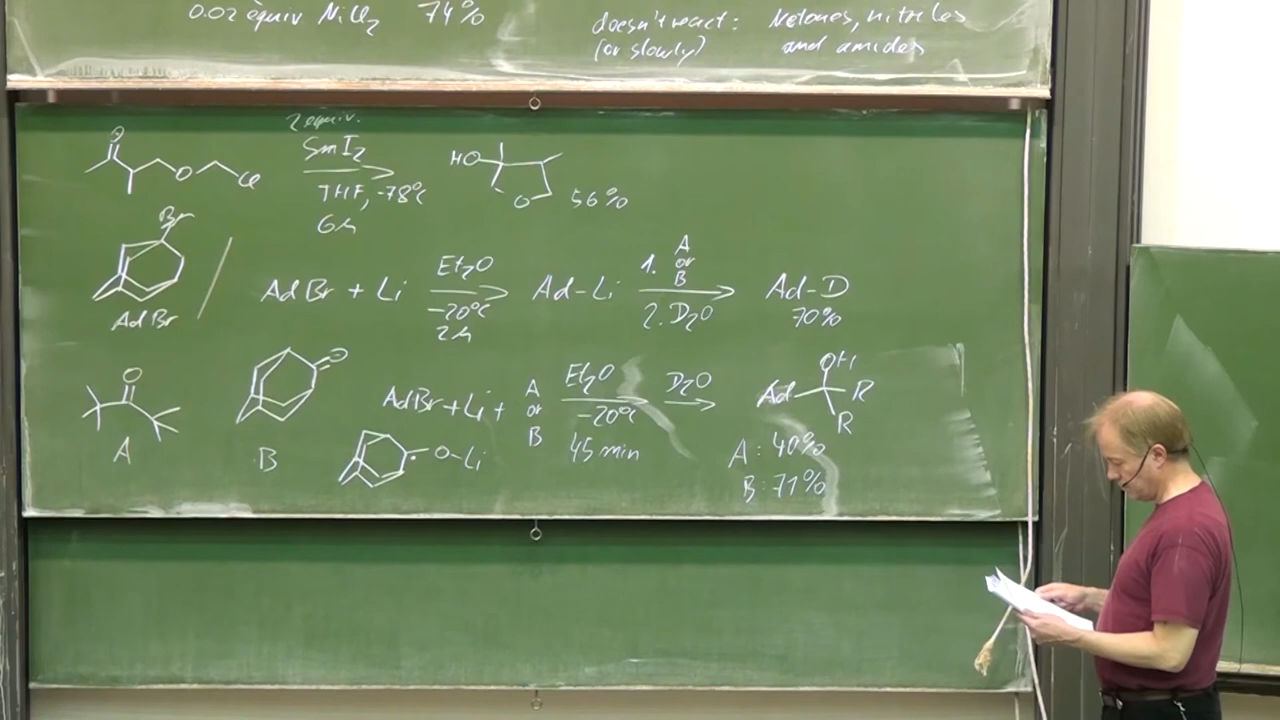 0.02 equiv NiI₂ 74%
doesn't react: Ketones, nitriles
(or slowly) and amides
2 equiv.
SmI₂
THF, -78°C
6h
O
O
Cl
HO
O
56%
Br
AdBr
AdBr + Li
Et₂O
-20°C
2h
Ad-Li
1. A
or
B
2. D₂O
Ad-D
70%
O
A
O
B
AdBr + Li +
A
or
B
Et₂O
-20°C
45 min
D₂O
Ad
OH
R
R
O-Li
A: 40%
B: 71%